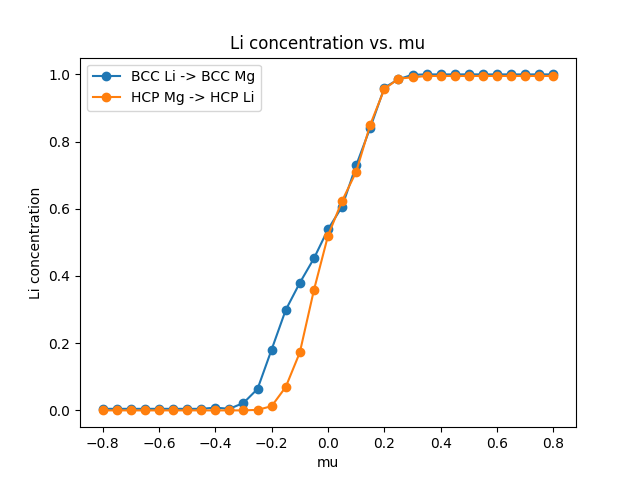 Li concentration vs. mu
BCC Li -> BCC Mg
HCP Mg -> HCP Li
Li concentration
1.0
0.8
0.6
0.4
0.2
0.0
−0.8 −0.6 −0.4 −0.2 0.0 0.2 0.4 0.6 0.8
mu